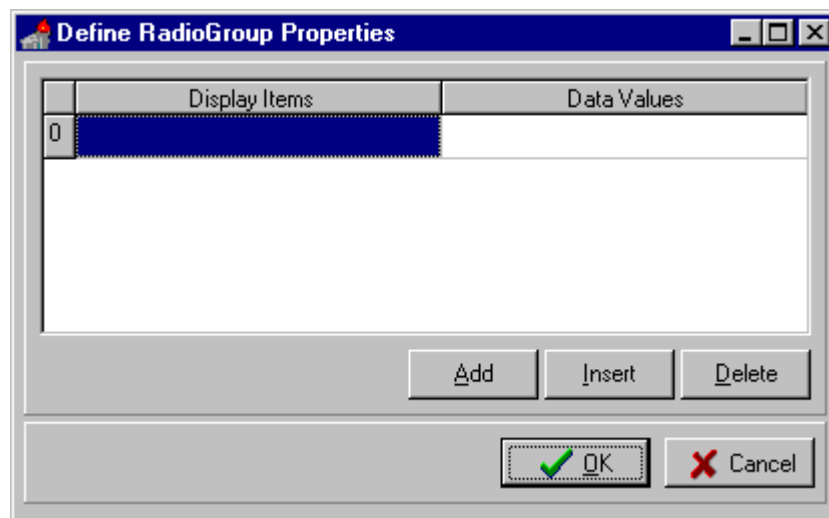 Define RadioGroup Properties
Display Items Data Values
0
Add Insert Delete
OK Cancel